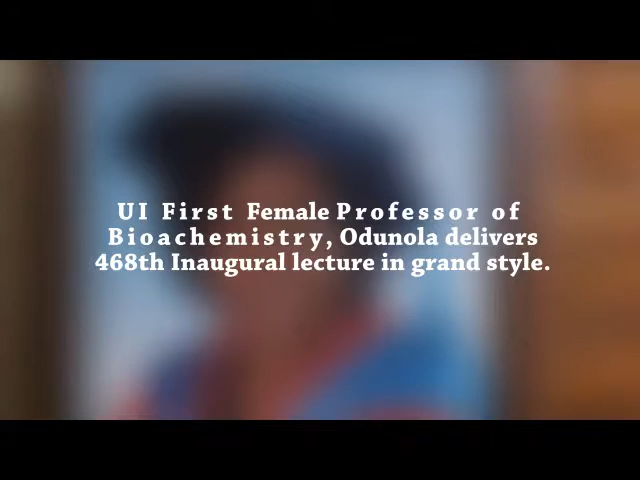 UI First Female Professor of
Bioachemistry, Odunola delivers
468th Inaugural lecture in grand style.